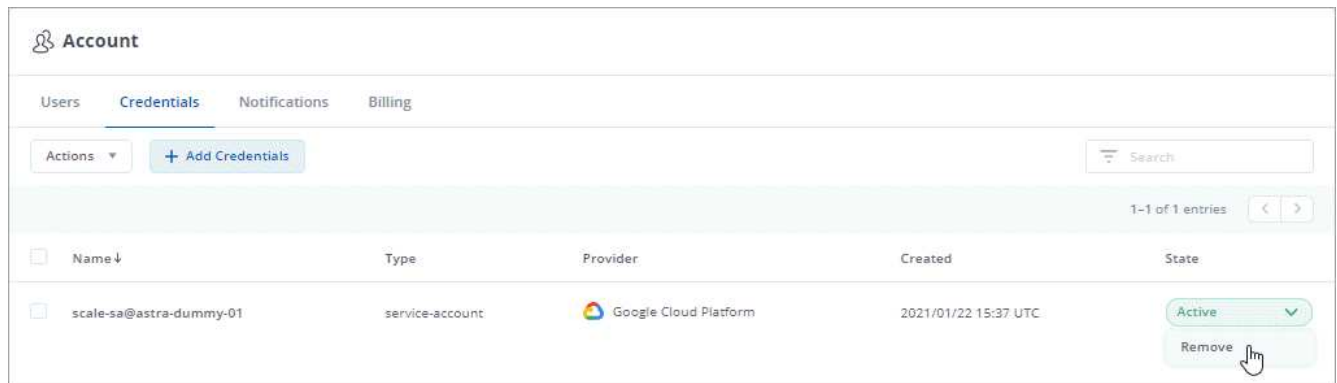 Account
Users Credentials Notifications Billing
Actions + Add Credentials Search
1–1 of 1 entries
Name↓ Type Provider Created State
scale-sa@astra-dummy-01 service-account Google Cloud Platform 2021/01/22 15:37 UTC Active
Remove